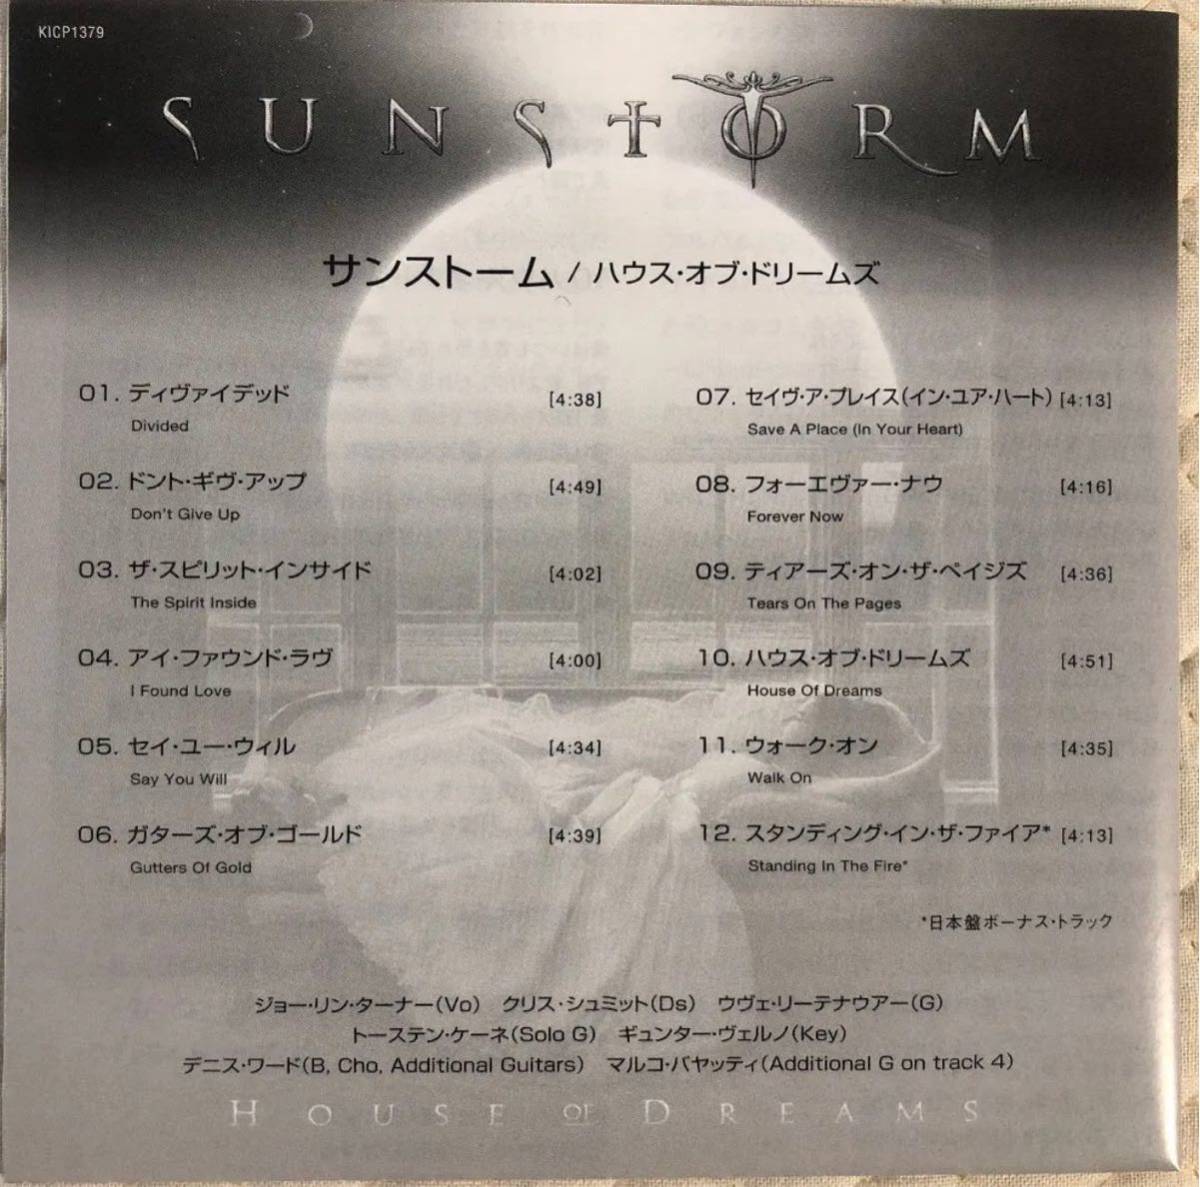 KICP1379
SUNSTORM
サンストーム / ハウス・オブ・ドリームズ
01. ディヴァイデッド [4:38]
Divided
02. ドント・ギヴ・アップ [4:49]
Don't Give Up
03. ザ・スピリット・インサイド [4:02]
The Spirit Inside
04. アイ・ファウンド・ラヴ [4:00]
I Found Love
05. セイ・ユー・ウィル [4:34]
Say You Will
06. ガターズ・オブ・ゴールド [4:39]
Gutters Of Gold
07. セイヴ・ア・プレイス(イン・ユア・ハート) [4:13]
Save A Place (In Your Heart)
08. フォーエヴァー・ナウ [4:16]
Forever Now
09. ティアーズ・オン・ザ・ペイジズ [4:36]
Tears On The Pages
10. ハウス・オブ・ドリームズ [4:51]
House Of Dreams
11. ウォーク・オン [4:35]
Walk On
12. スタンディング・イン・ザ・ファイア* [4:13]
Standing In The Fire*
*日本盤ボーナス・トラック
ジョー・リン・ターナー(Vo) クリス・シュミット(Ds) ウヴェ・リーテナウアー(G)
トーステン・ケーネ(Solo G) ギュンター・ヴェルノ(Key)
デニス・ワード(B, Cho, Additional Guitars) マルコ・パヤッティ(Additional G on track 4)
HOUSE OF DREAMS